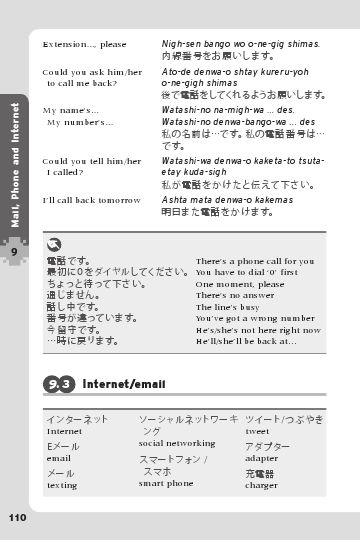 Extension..., please
Nigh-sen bango wo o-ne-gig shimas.
内線番号をお願いします。
Could you ask him/her
to call me back?
Ato-de denwa-o shtay kureru-yoh
o-ne-gigh shimas
後で電話をしてくれるようお願いします。
My name's...
My number's...
Watashi-no na-migh-wa ... des.
Watashi-no denwa-bango-wa ... des
私の名前は…です。私の電話番号は…
です。
Could you tell him/her
I called?
Watashi-wa denwa-o kaketa-to tsuta-
etay kuda-sigh
私が電話をかけたと伝えて下さい。
I'll call back tomorrow
Ashta mata denwa-o kakemas
明日また電話をかけます。
Mail, Phone and Internet
9
電話です。 There's a phone call for you
最初に0をダイヤルしてください。 You have to dial '0' first
ちょっと待って下さい。 One moment, please
通じません。 There's no answer
話し中です。 The line's busy
番号が違っています。 You've got a wrong number
今留守です。 He's/she's not here right now
…時に戻ります。 He'll/she'll be back at...
9.3 Internet/email
インターネット
Internet
Eメール
email
メール
texting
ソーシャルネットワーキ
ング
social networking
スマートフォン /
スマホ
smart phone
ツイート/つぶやき
tweet
アダプター
adapter
充電器
charger
110